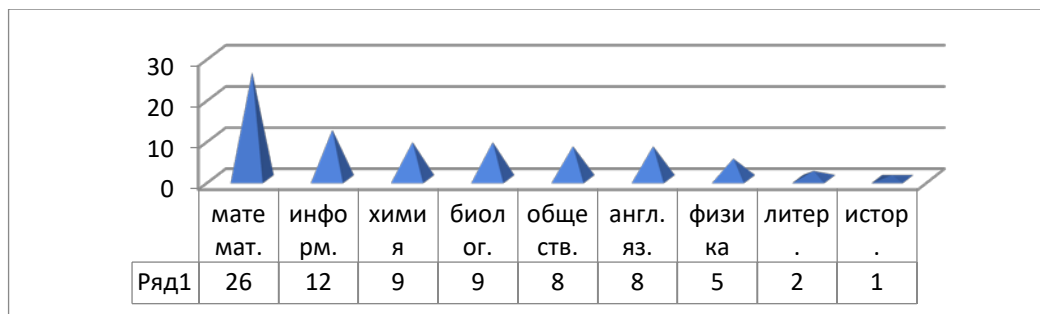 30
20
10
0
мате инфо хими биол обще англ. физи литер истор
мат. рм. я ог. ств. яз. ка . .
Ряд1 26 12 9 9 8 8 5 2 1